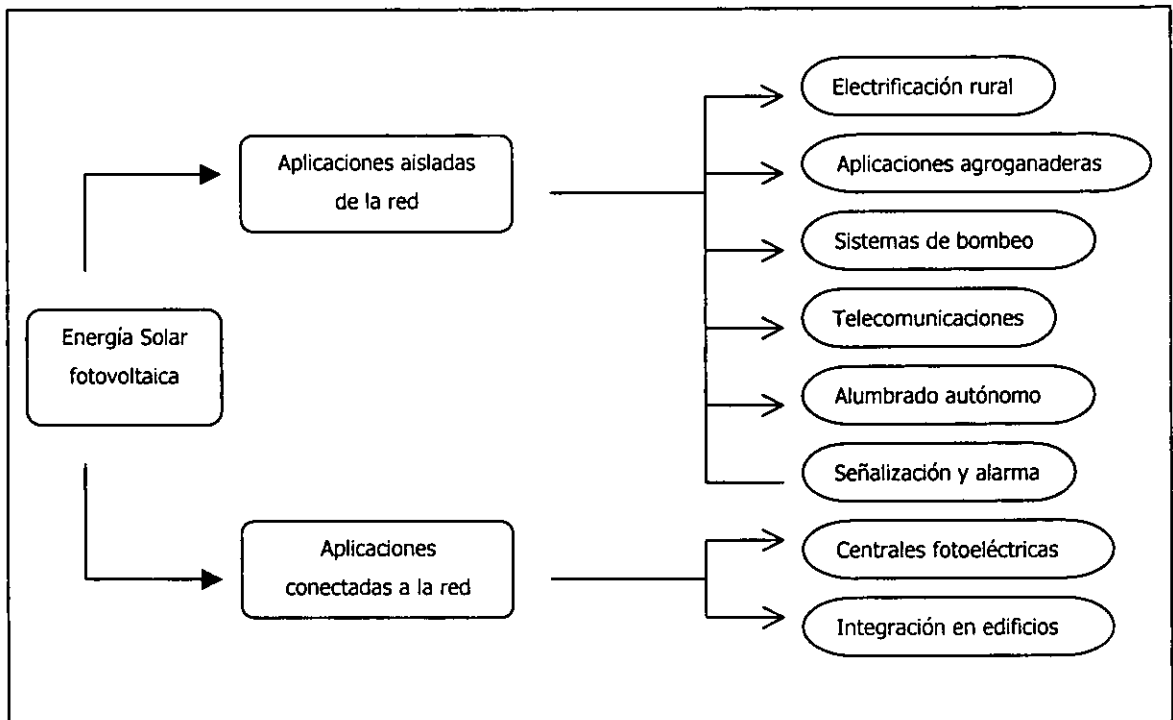 Energía Solar
fotovoltaica
Aplicaciones aisladas
de la red
Electrificación rural
Aplicaciones agroganaderas
Sistemas de bombeo
Telecomunicaciones
Alumbrado autónomo
Señalización y alarma
Aplicaciones
conectadas a la red
Centrales fotoeléctricas
Integración en edificios